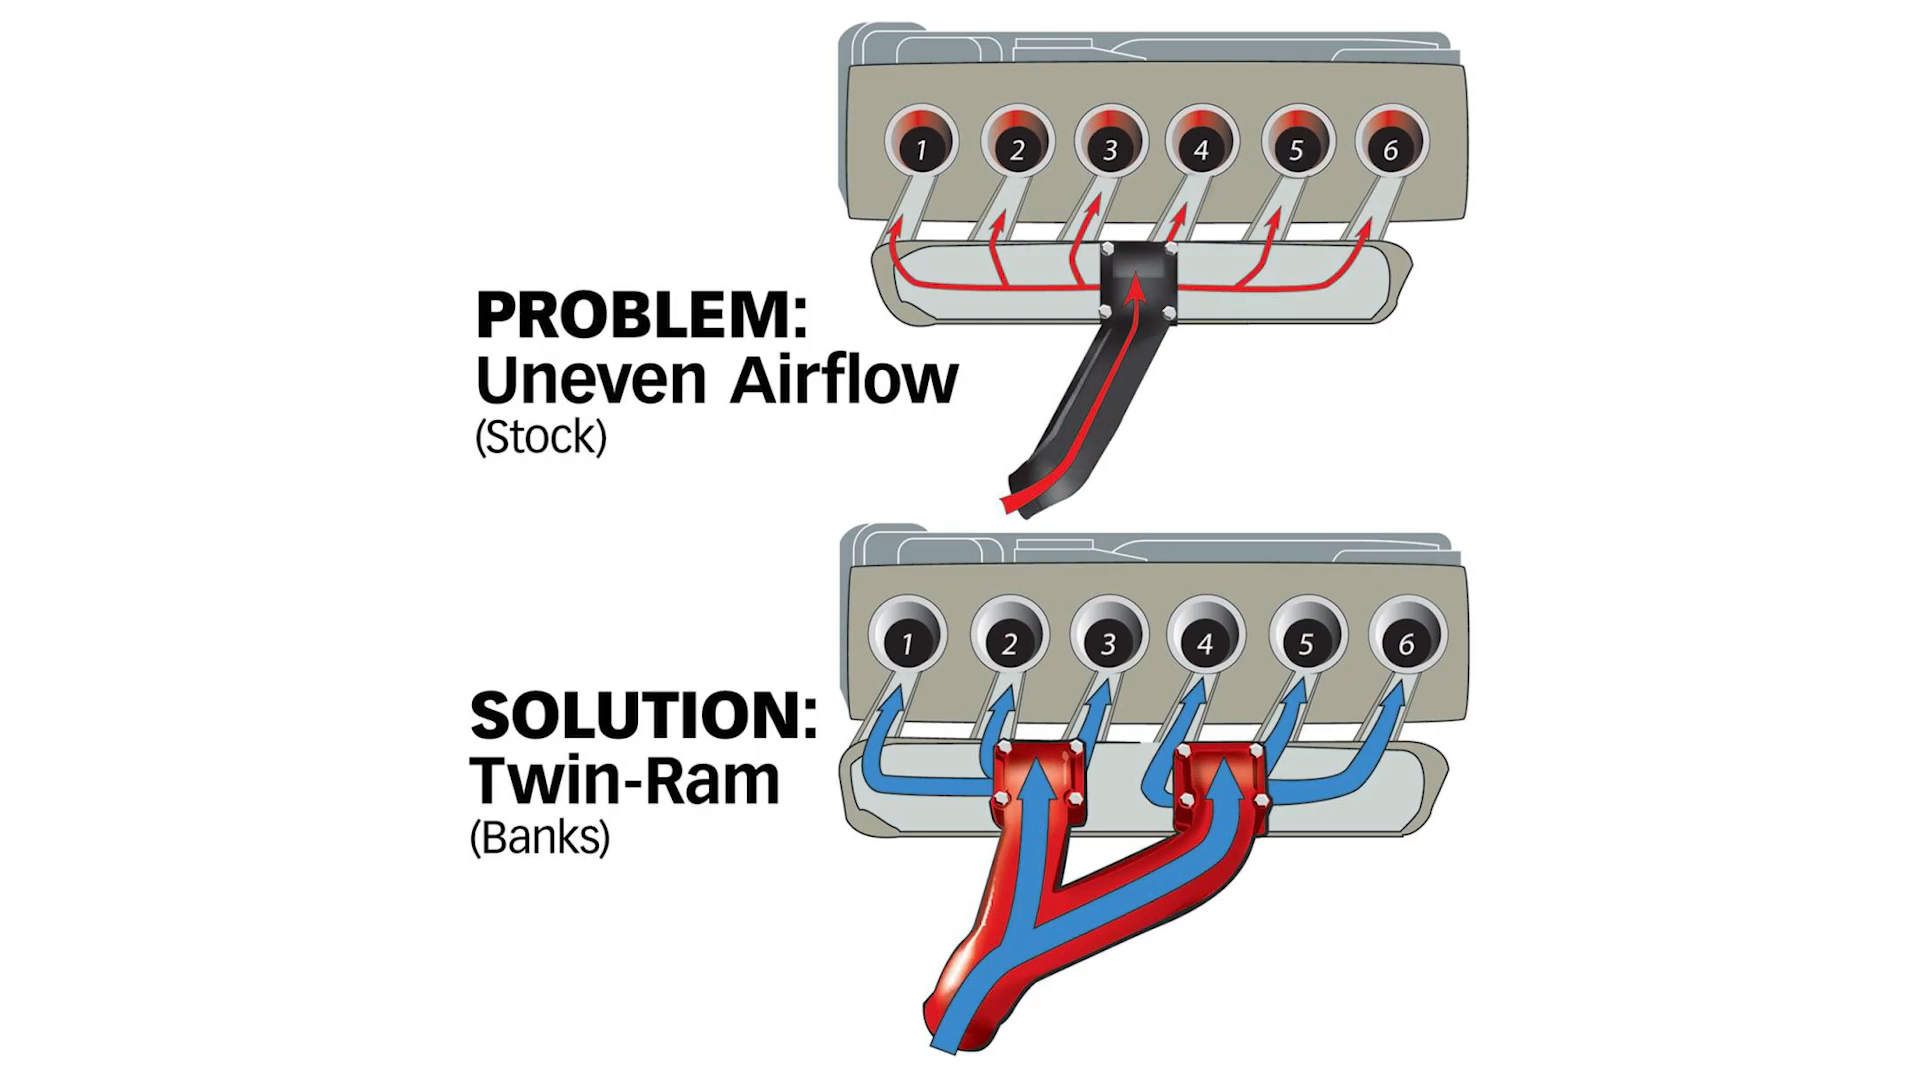 1 2 3 4 5 6
PROBLEM:
Uneven Airflow
(Stock)
1 2 3 4 5 6
SOLUTION:
Twin-Ram
(Banks)